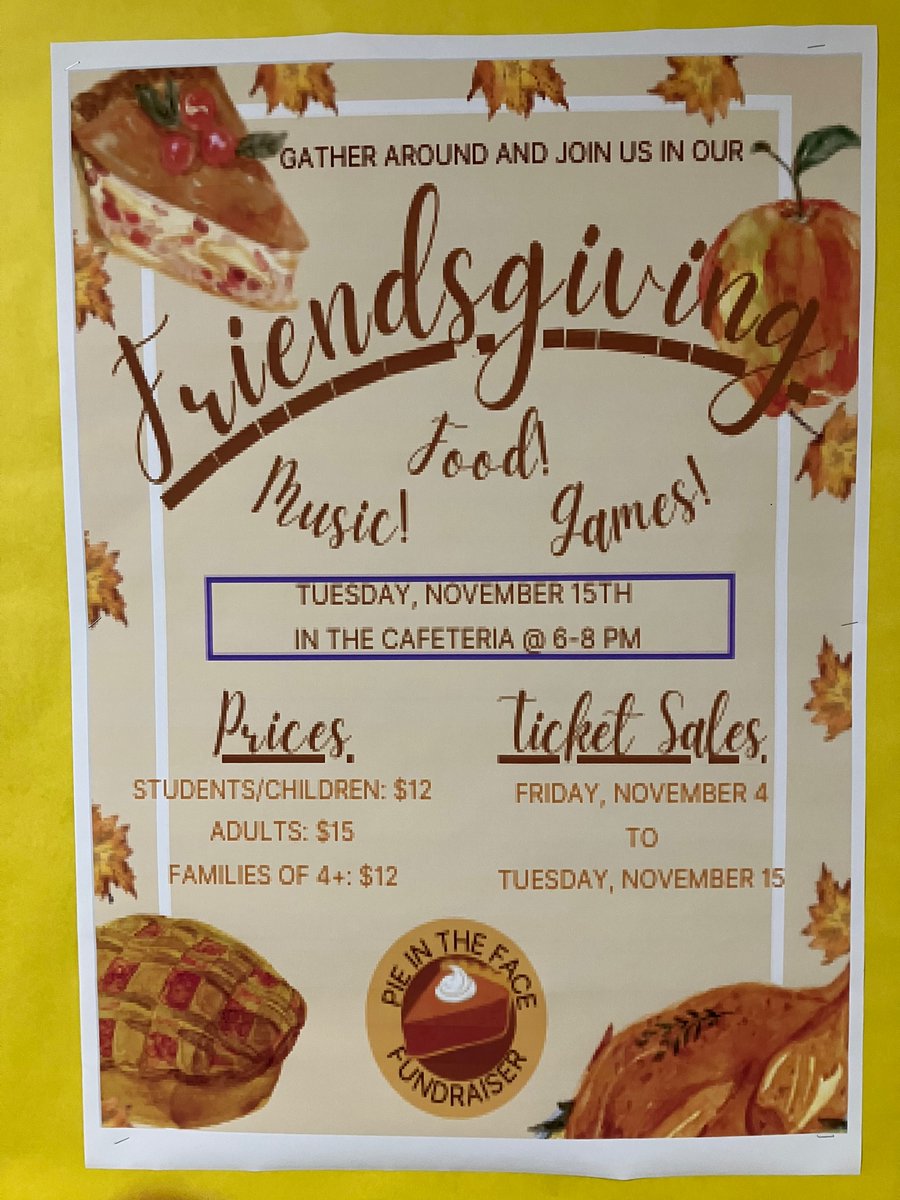 GATHER AROUND AND JOIN US IN OUR
Friendsgiving
Food!
Music!
Games!
TUESDAY, NOVEMBER 15TH
IN THE CAFETERIA @ 6-8 PM
Prices
STUDENTS/CHILDREN: $12
ADULTS: $15
FAMILIES OF 4+: $12
Ticket Sales
FRIDAY, NOVEMBER 4
TO
TUESDAY, NOVEMBER 15
PIE IN THE FACE
FUNDRAISER